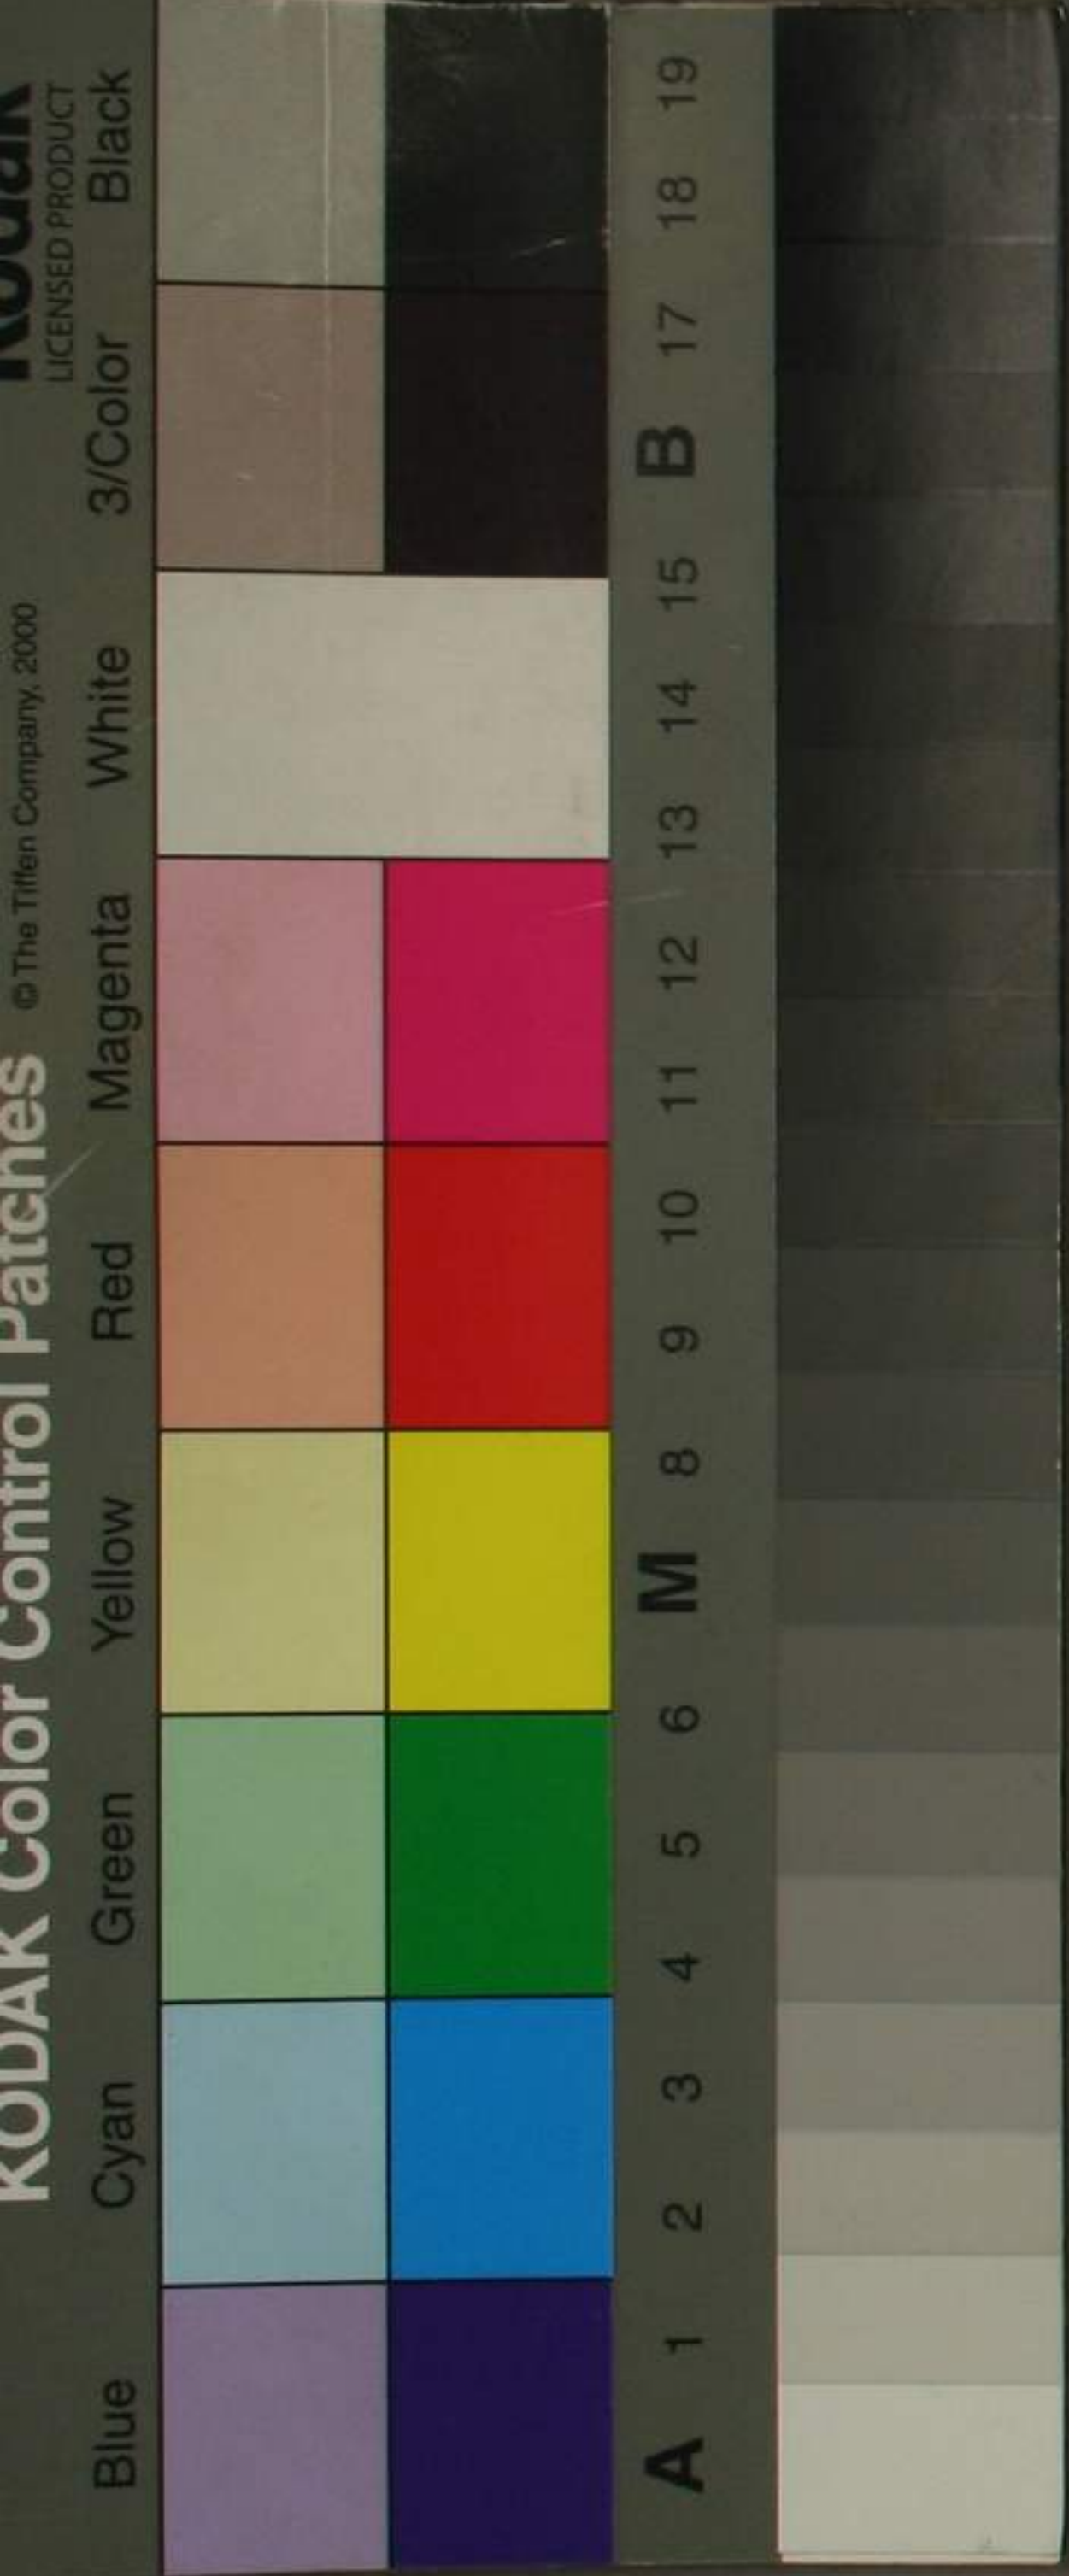 KODAK Color Control Patches © The Tiffen Company, 2000 Kodak
LICENSED PRODUCT
Blue Cyan Green Yellow Red Magenta White 3/Color Black
A 1 2 3 4 5 6 M 8 9 10 11 12 13 14 15 B 17 18 19